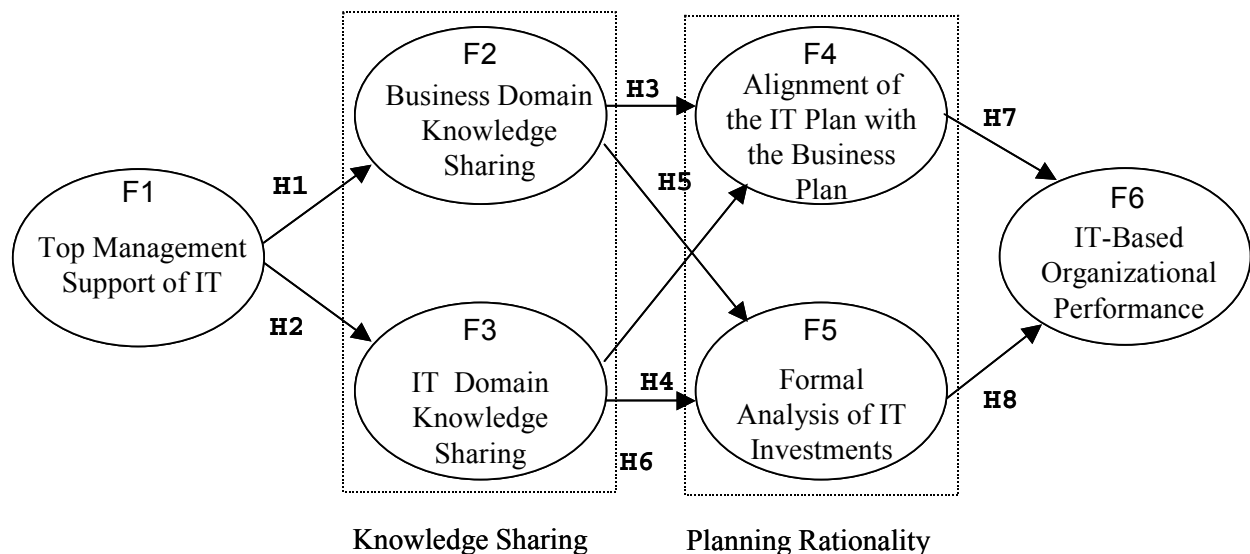 F1
Top Management
Support of IT
H1
H2
F2
Business Domain
Knowledge
Sharing
F3
IT Domain
Knowledge
Sharing
Knowledge Sharing
H3
H5
H4
H6
F4
Alignment of
the IT Plan with
the Business
Plan
F5
Formal
Analysis of IT
Investments
Planning Rationality
H7
H8
F6
IT-Based
Organizational
Performance